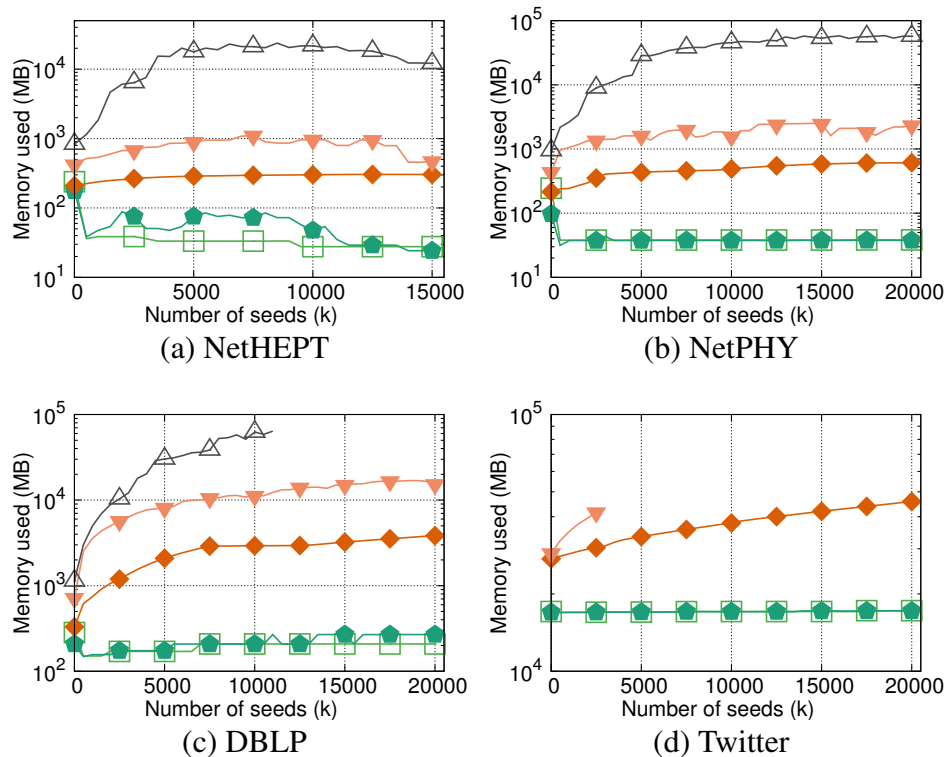 Memory used (MB)
10^4
10^3
10^2
10^1
0 5000 10000 15000
Number of seeds (k)
(a) NetHEPT
Memory used (MB)
10^5
10^4
10^3
10^2
10^1
0 5000 10000 15000 20000
Number of seeds (k)
(b) NetPHY
Memory used (MB)
10^5
10^4
10^3
10^2
0 5000 10000 15000 20000
Number of seeds (k)
(c) DBLP
Memory used (MB)
10^5
10^4
0 5000 10000 15000 20000
Number of seeds (k)
(d) Twitter